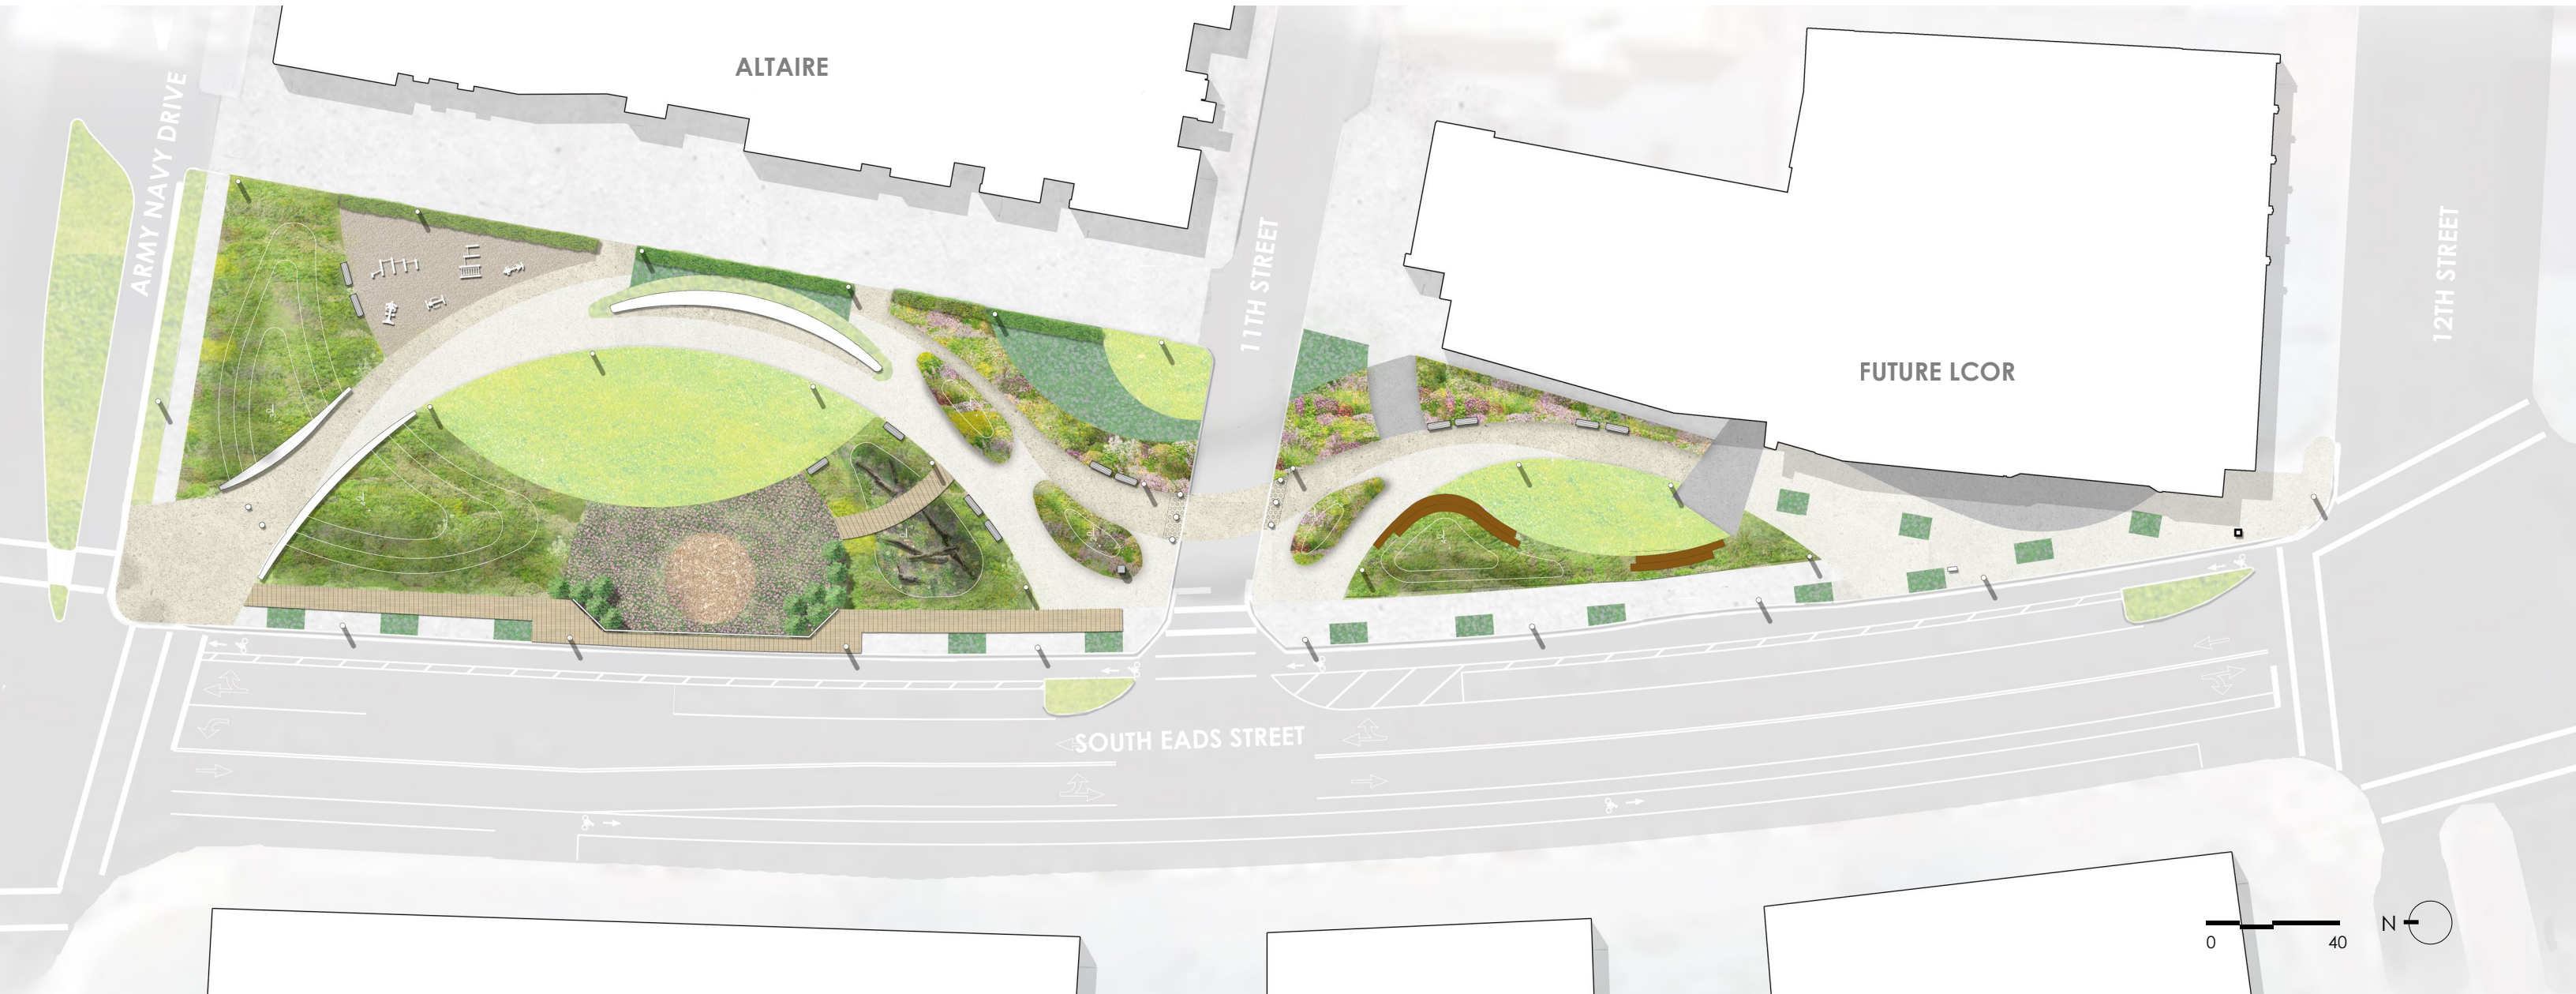 ALTAIRE
ARMY NAVY DRIVE
11TH STREET
12TH STREET
FUTURE LCOR
SOUTH EADS STREET
N
0 40